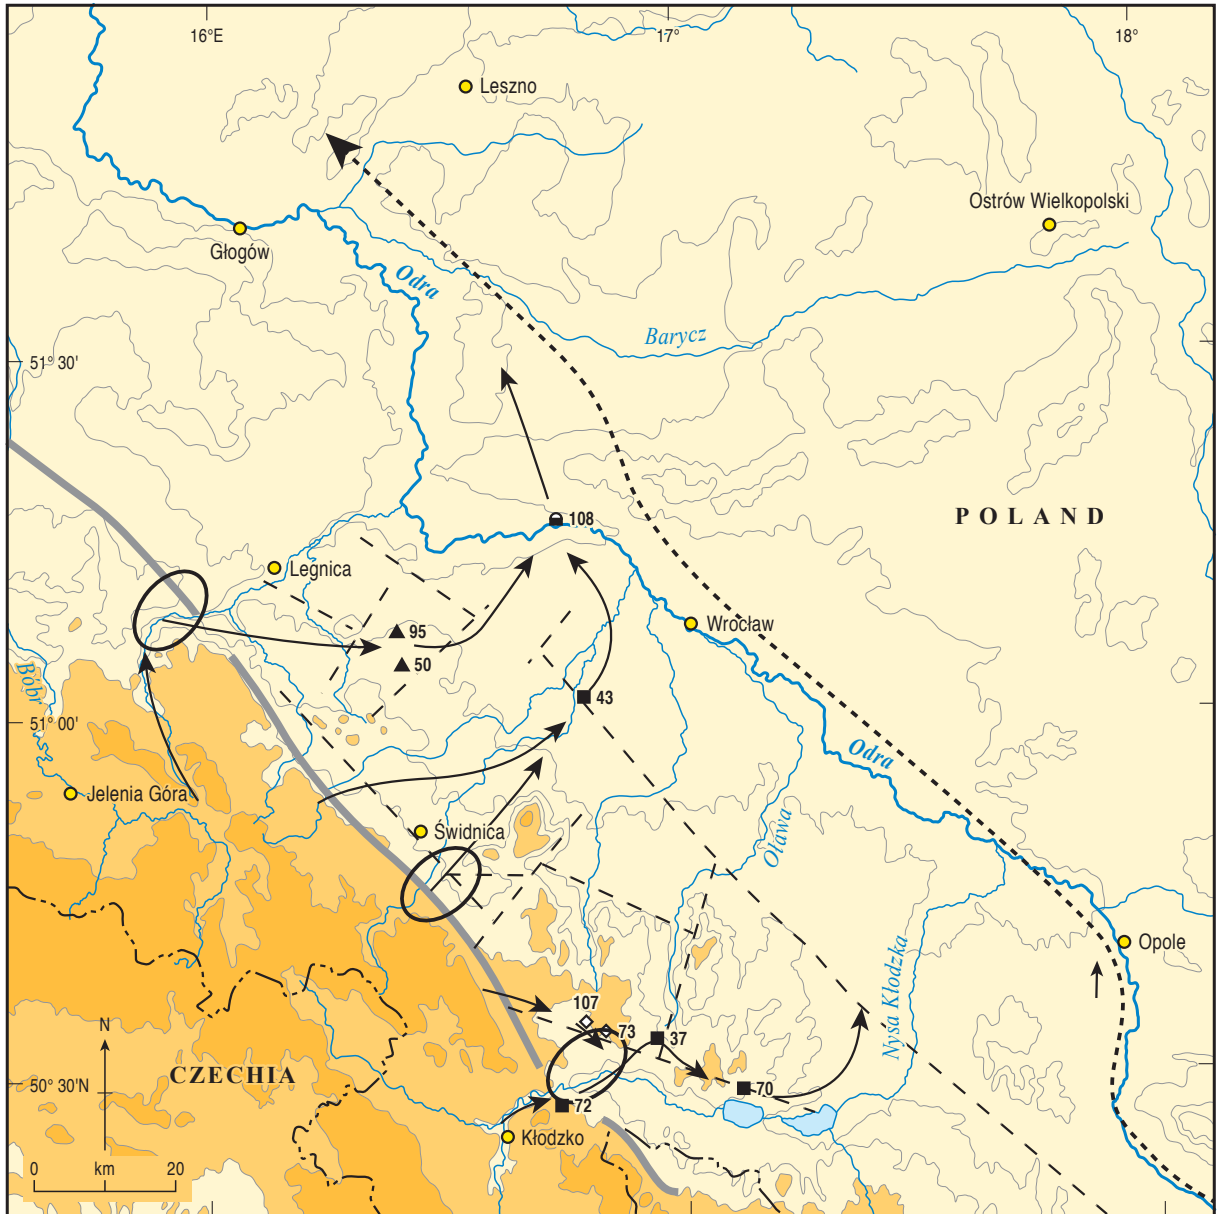 16°E
17°
18°
Leszno
Ostrów Wielkopolski
Głogów
Odra
Barycz
51° 30'
POLAND
108
Legnica
95
50
Wrocław
Bóbr
43
51° 00'
Odra
Jelenia Góra
Świdnica
Oława
Opole
Nyśa Kłodzka
107
73
37
N
CZECHIA
50° 30'N
70
72
Kłodzko
0 km 20